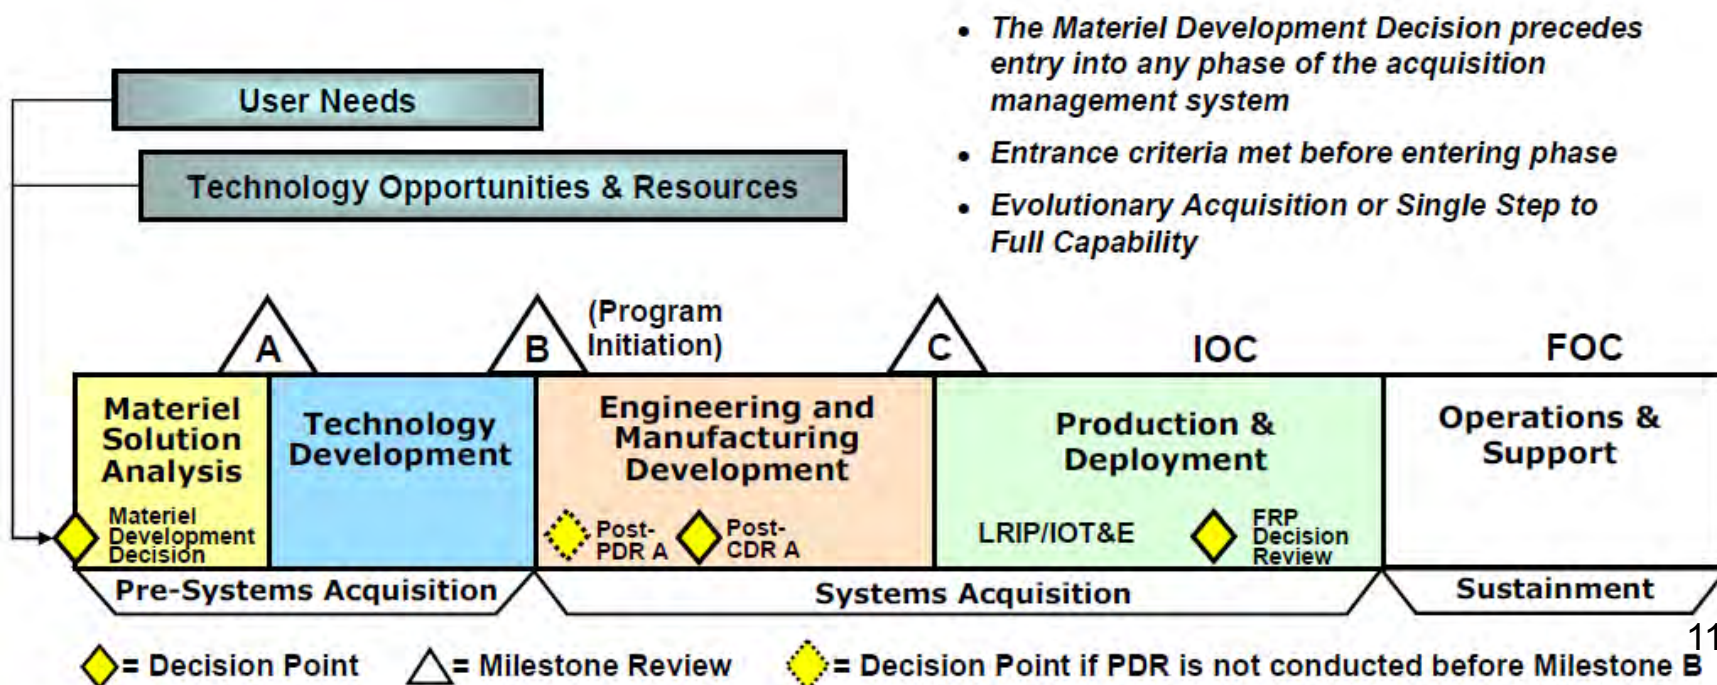 • The Materiel Development Decision precedes
entry into any phase of the acquisition
management system
• Entrance criteria met before entering phase
• Evolutionary Acquisition or Single Step to
Full Capability
User Needs
Technology Opportunities & Resources
A
B
(Program
Initiation)
C
IOC
FOC
Materiel
Solution
Analysis
Technology
Development
Engineering and
Manufacturing
Development
Production &
Deployment
Operations &
Support
Materiel
Development
Decision
Post-
PDR A
Post-
CDR A
LRIP/IOT&E
FRP
Decision
Review
Pre-Systems Acquisition
Systems Acquisition
Sustainment
= Decision Point
= Milestone Review
= Decision Point if PDR is not conducted before Milestone B
11